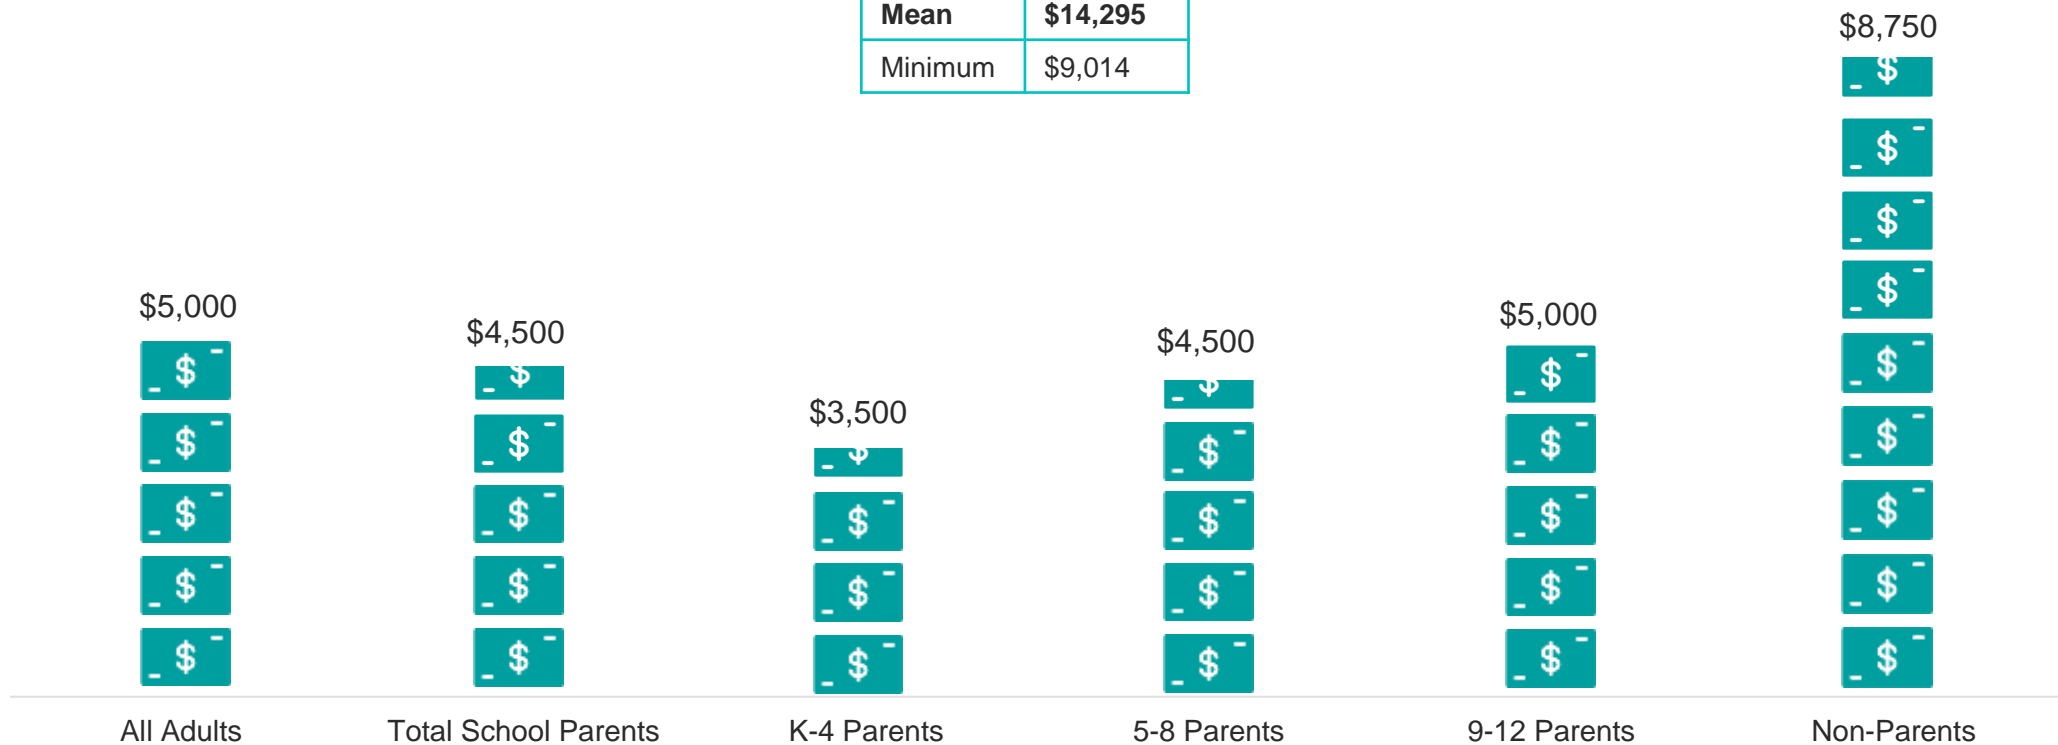 Mean $14,295
Minimum $9,014
$8,750
$5,000
$4,500
$3,500
$4,500
$5,000
All Adults
Total School Parents
K-4 Parents
5-8 Parents
9-12 Parents
Non-Parents